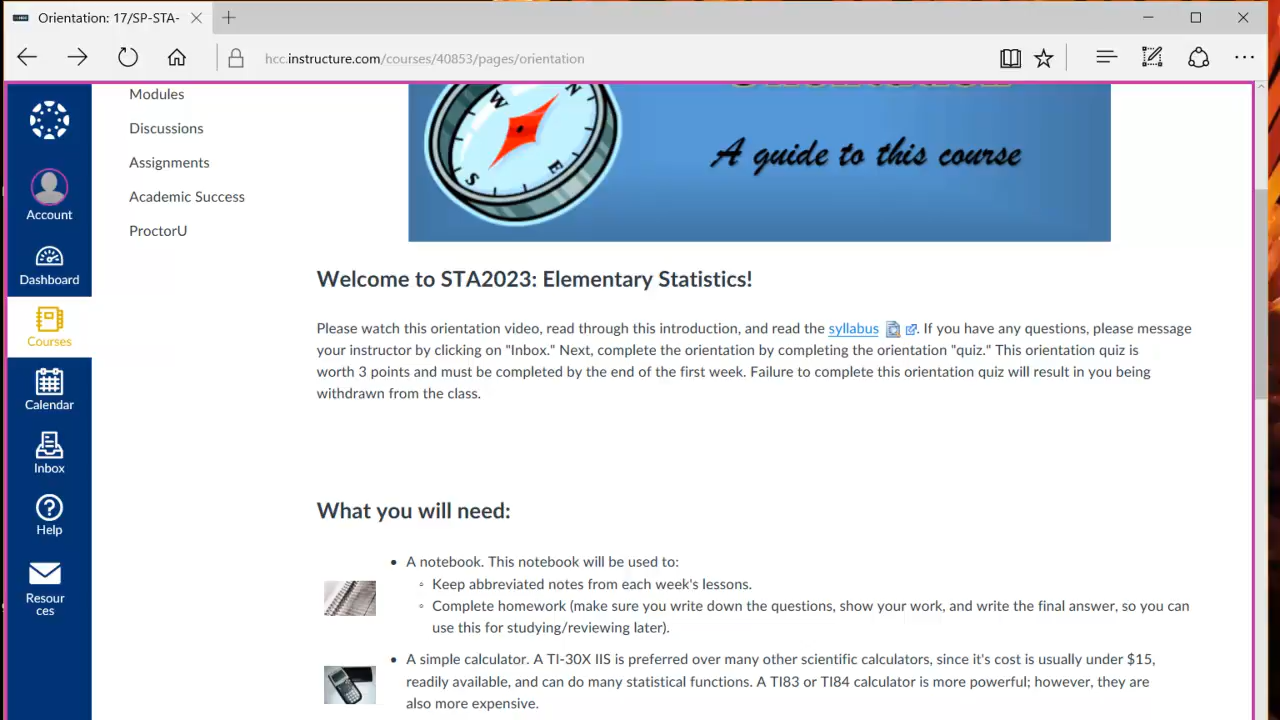 Orientation: 17/SP-STA-
hcc.instructure.com/courses/40853/pages/orientation
Modules
Discussions
Assignments
Academic Success
ProctorU
Account
Dashboard
Courses
Calendar
Inbox
Help
Resour
ces
N
W
E
S
A guide to this course
Welcome to STA2023: Elementary Statistics!
Please watch this orientation video, read through this introduction, and read the syllabus . If you have any questions, please message
your instructor by clicking on "Inbox." Next, complete the orientation by completing the orientation "quiz." This orientation quiz is
worth 3 points and must be completed by the end of the first week. Failure to complete this orientation quiz will result in you being
withdrawn from the class.
What you will need:
• A notebook. This notebook will be used to:
◦ Keep abbreviated notes from each week's lessons.
◦ Complete homework (make sure you write down the questions, show your work, and write the final answer, so you can
use this for studying/reviewing later).
• A simple calculator. A TI-30X IIS is preferred over many other scientific calculators, since it's cost is usually under $15,
readily available, and can do many statistical functions. A TI83 or TI84 calculator is more powerful; however, they are
also more expensive.